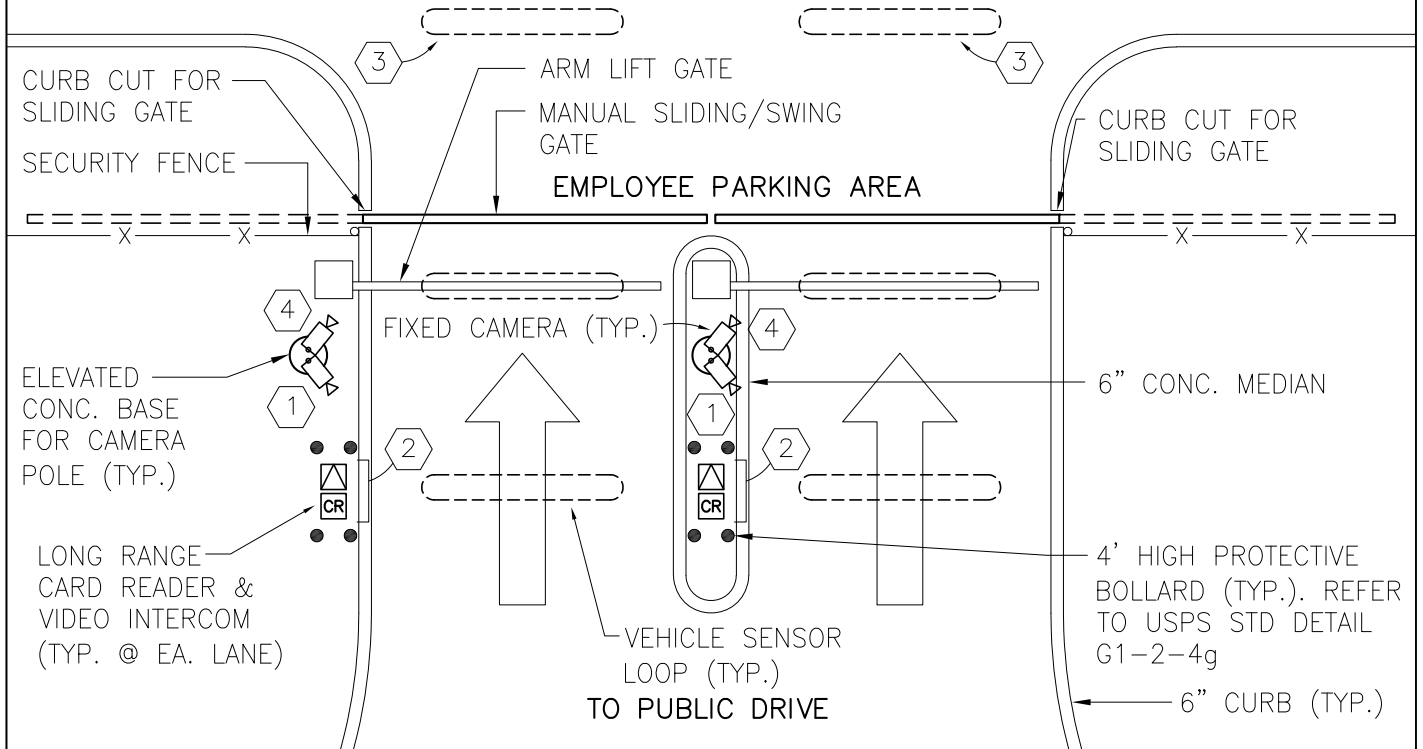 3
3
CURB CUT FOR
SLIDING GATE
ARM LIFT GATE
MANUAL SLIDING/SWING
GATE
CURB CUT FOR
SLIDING GATE
SECURITY FENCE
EMPLOYEE PARKING AREA
X
X
X
X
4
FIXED CAMERA (TYP.)
4
ELEVATED
CONC. BASE
FOR CAMERA
POLE (TYP.)
1
1
6" CONC. MEDIAN
2
2
CR
CR
LONG RANGE
CARD READER &
VIDEO INTERCOM
(TYP. @ EA. LANE)
4' HIGH PROTECTIVE
BOLLARD (TYP.). REFER
TO USPS STD DETAIL
G1-2-4g
VEHICLE SENSOR
LOOP (TYP.)
TO PUBLIC DRIVE
6" CURB (TYP.)